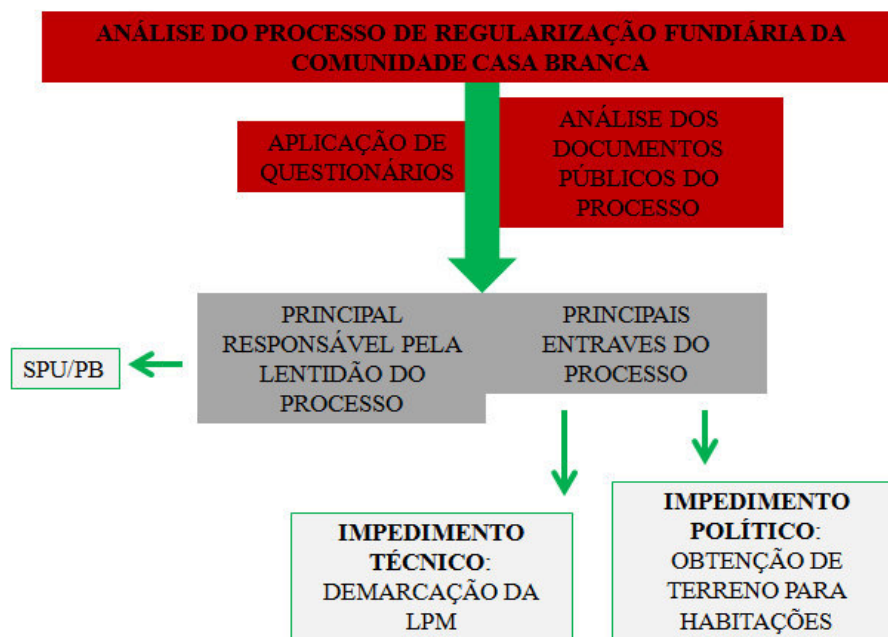 ANÁLISE DO PROCESSO DE REGULARIZAÇÃO FUNDIÁRIA DA
COMUNIDADE CASA BRANCA
APLICAÇÃO DE
QUESTIONÁRIOS
ANÁLISE DOS
DOCUMENTOS
PÚBLICOS DO
PROCESSO
PRINCIPAL
RESPONSÁVEL PELA
LENTIDÃO DO
PROCESSO
PRINCIPAIS
ENTRAVES DO
PROCESSO
SPU/PB
IMPEDIMENTO
TÉCNICO:
DEMARCAÇÃO DA
LPM
IMPEDIMENTO
POLÍTICO:
OBTENÇÃO DE
TERRENO PARA
HABITAÇÕES